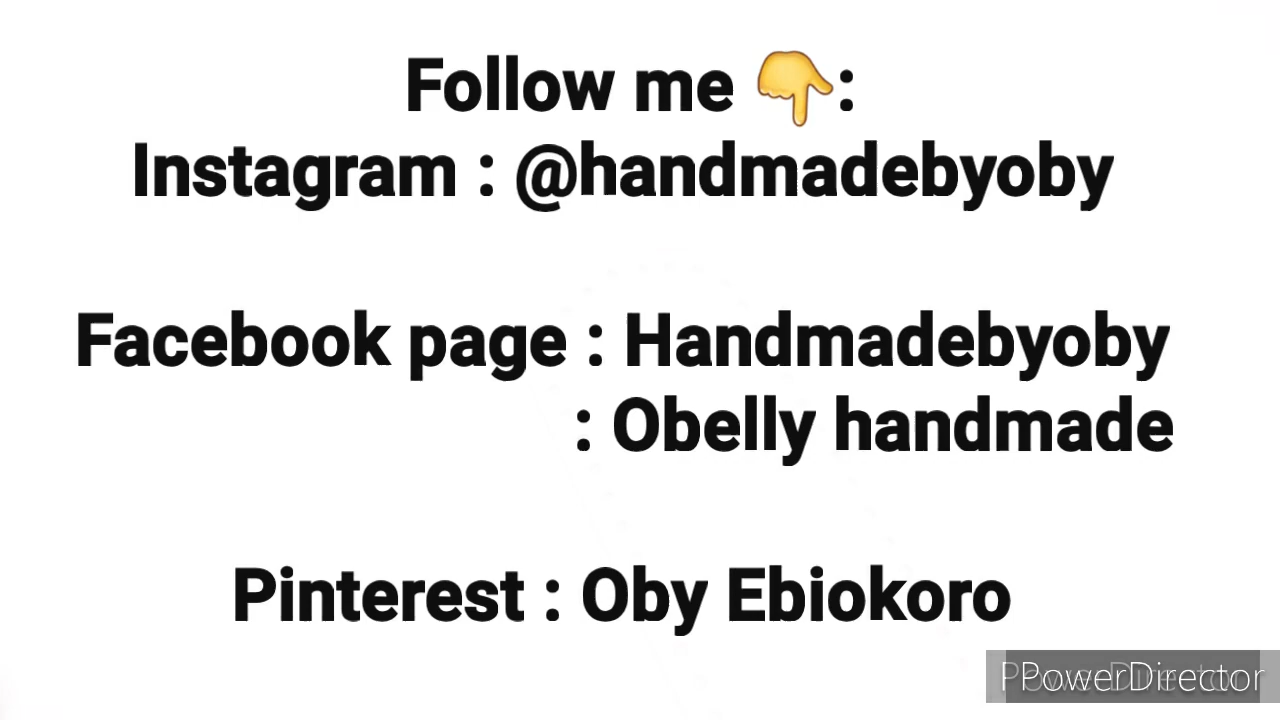 Follow me 👇:
Instagram : @handmadebyoby
Facebook page : Handmadebyoby
: Obelly handmade
Pinterest : Oby Ebiokoro
PowerDirector